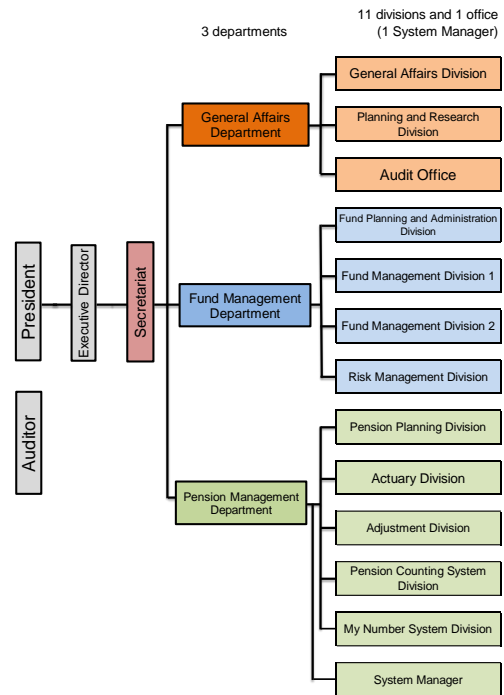 3 departments
11 divisions and 1 office
(1 System Manager)
General Affairs
Department
General Affairs Division
Planning and Research
Division
Audit Office
President
Executive Director
Secretariat
Auditor
Fund Management
Department
Fund Planning and Administration
Division
Fund Management Division 1
Fund Management Division 2
Risk Management Division
Pension Management
Department
Pension Planning Division
Actuary Division
Adjustment Division
Pension Counting System
Division
My Number System Division
System Manager